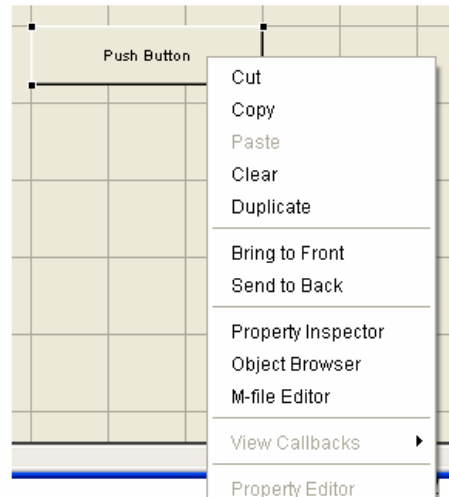 Push Button
Cut
Copy
Paste
Clear
Duplicate
Bring to Front
Send to Back
Property Inspector
Object Browser
M-file Editor
View Callbacks
Property Editor